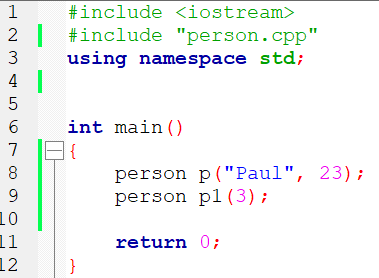 1 #include <iostream>
2 #include "person.cpp"
3 using namespace std;
4
5
6 int main()
7 {
8 person p("Paul", 23);
9 person p1(3);
10
11 return 0;
12 }